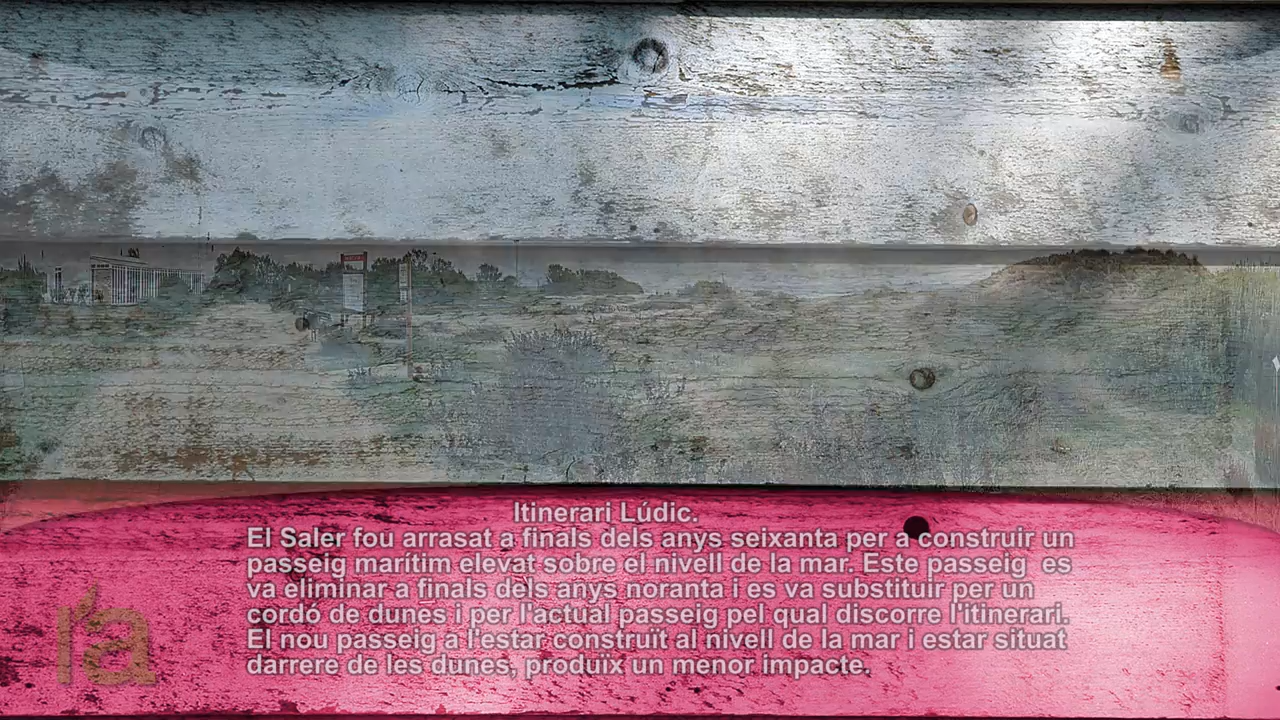 Itinerari Lúdic.
El Saler fou arrasat a finals dels anys seixanta per a construir un
passeig marítim elevat sobre el nivell de la mar. Este passeig es
va eliminar a finals dels anys noranta i es va substituir per un
cordó de dunes i per l'actual passeig pel qual discorre l'itinerari.
El nou passeig a l'estar construït al nivell de la mar i estar situat
darrere de les dunes, produïx un menor impacte.
ra